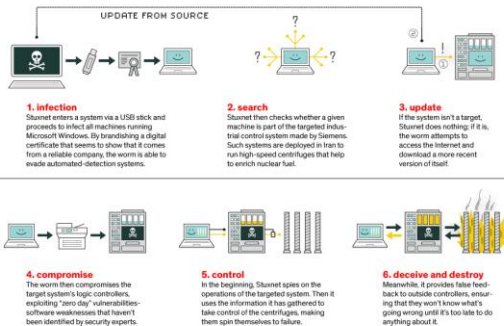 UPDATE FROM SOURCE
1. infection
Stuxnet enters a system via a USB stick and
proceeds to infect all machines running
Microsoft Windows. By brandishing a digital
certificate that seems to show that it comes
from a reliable company, the worm is able to
evade automated-detection systems.
2. search
Stuxnet then checks whether a given
machine is part of the targeted indus-
trial control system made by Siemens.
Such systems are deployed in Iran to
run high-speed centrifuges that help
to enrich nuclear fuel.
3. update
If the system isn't a target,
Stuxnet does nothing; if it is,
the worm attempts to
access the Internet and
download a more recent
version of itself.
4. compromise
The worm then compromises the
target system's logic controllers,
exploiting "zero day" vulnerabilities-
software weaknesses that haven't
been identified by security experts.
5. control
In the beginning, Stuxnet spies on the
operations of the targeted system. Then it
uses the information it has gathered to
take control of the centrifuges, making
them spin themselves to failure.
6. deceive and destroy
Meanwhile, it provides false feed-
back to outside controllers, ensur-
ing that they won't know what's
going wrong until it's too late to do
anything about it.